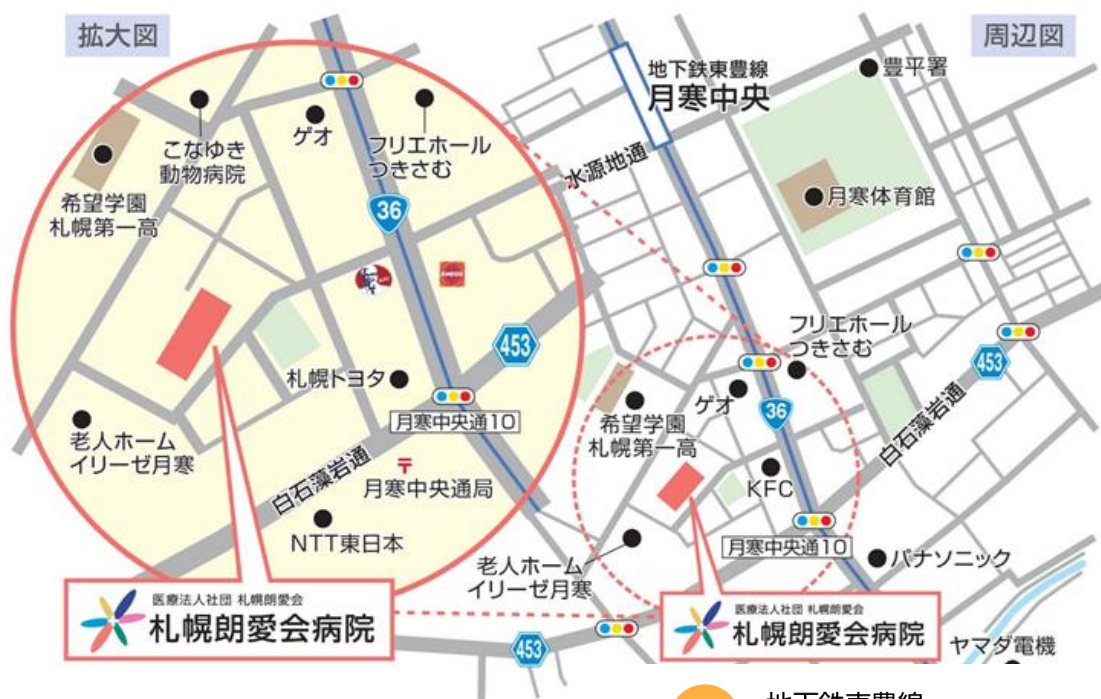 拡大図
周辺図
こなゆき
動物病院
ゲオ
フリエホール
つきさむ
希望学園
札幌第一高
36
ENEOS
453
札幌トヨタ
月寒中央通10
老人ホーム
イリーゼ月寒
白石藻岩通
〒
月寒中央通局
NTT東日本
医療法人社団 札幌朗愛会
札幌朗愛会病院
地下鉄東豊線
月寒中央
水源地通
豊平署
月寒体育館
フリエホール
つきさむ
453
ゲオ
36
希望学園
札幌第一高
白石藻岩通
KFC
月寒中央通10
老人ホーム
イリーゼ月寒
パナソニック
453
医療法人社団 札幌朗愛会
札幌朗愛会病院
ヤマダ電機